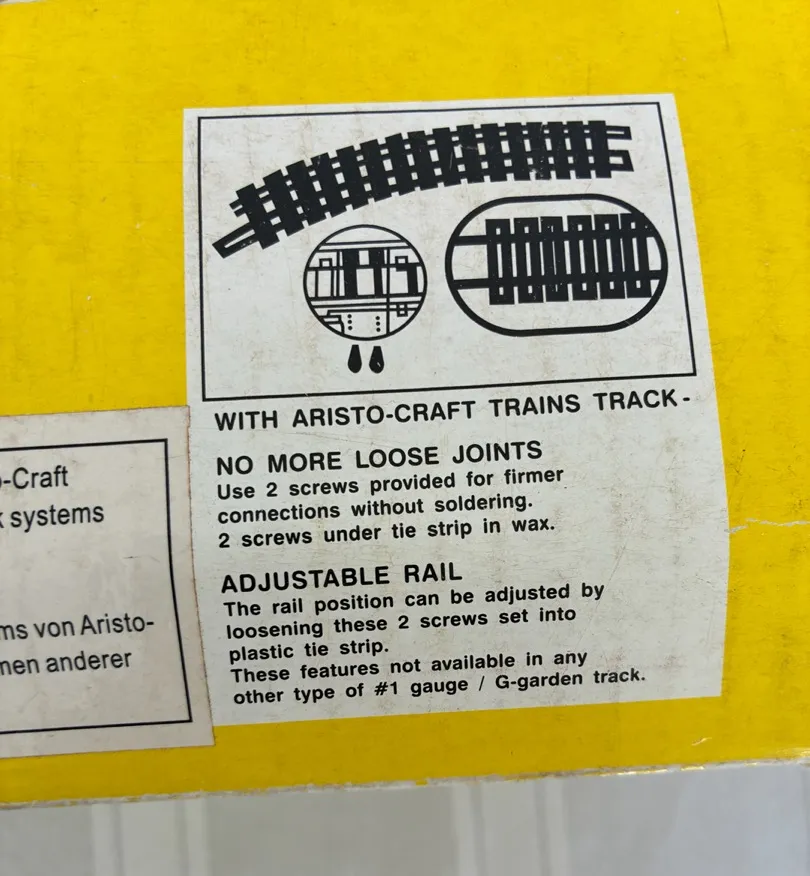 WITH ARISTO-CRAFT TRAINS TRACK-
NO MORE LOOSE JOINTS
Use 2 screws provided for firmer
connections without soldering.
2 screws under tie strip in wax.
ADJUSTABLE RAIL
The rail position can be adjusted by
loosening these 2 screws set into
plastic tie strip.
These features not available in any
other type of #1 gauge / G-garden track.
-Craft
systems
von Aristo-
anderer